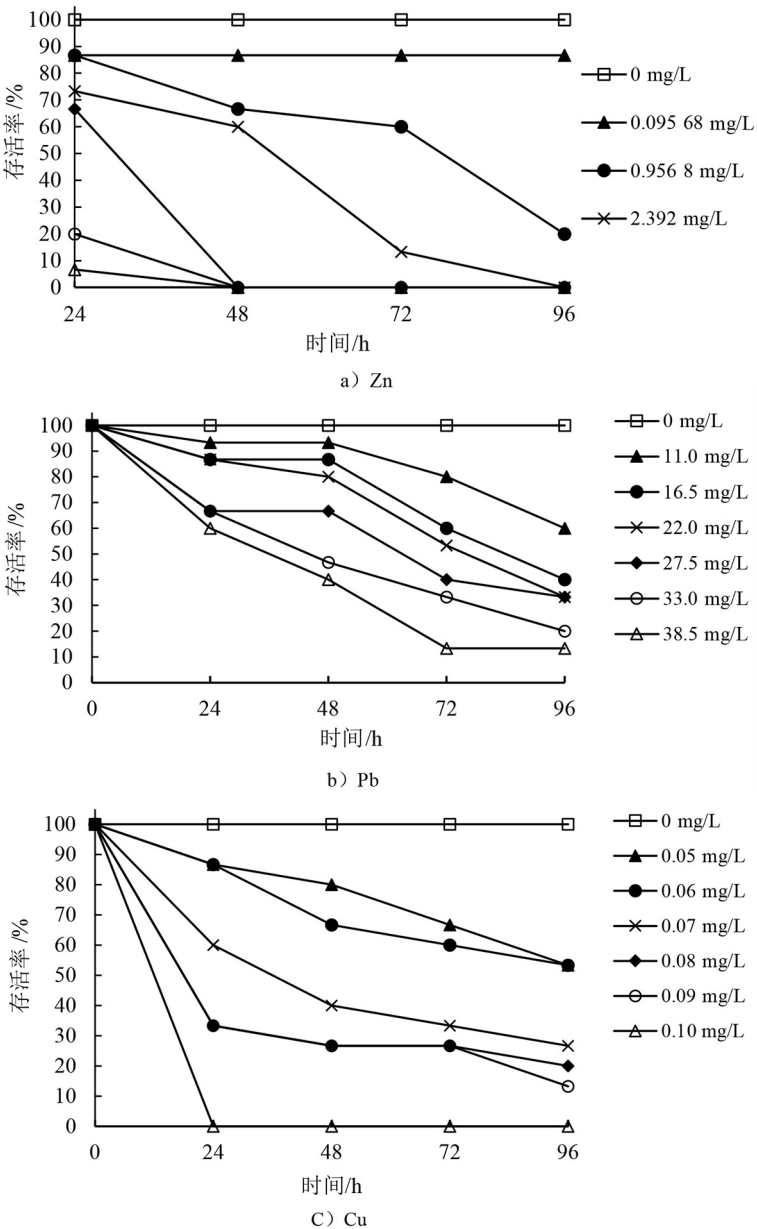 100
90
80
70
60
50
40
30
20
10
0
存活率/%
24
48
72
96
时间/h
0 mg/L
0.095 68 mg/L
0.956 8 mg/L
2.392 mg/L
a）Zn
100
90
80
70
60
50
40
30
20
10
0
存活率/%
0
24
48
72
96
时间/h
0 mg/L
11.0 mg/L
16.5 mg/L
22.0 mg/L
27.5 mg/L
33.0 mg/L
38.5 mg/L
b）Pb
100
90
80
70
60
50
40
30
20
10
0
存活率/%
0
24
48
72
96
时间/h
0 mg/L
0.05 mg/L
0.06 mg/L
0.07 mg/L
0.08 mg/L
0.09 mg/L
0.10 mg/L
C）Cu